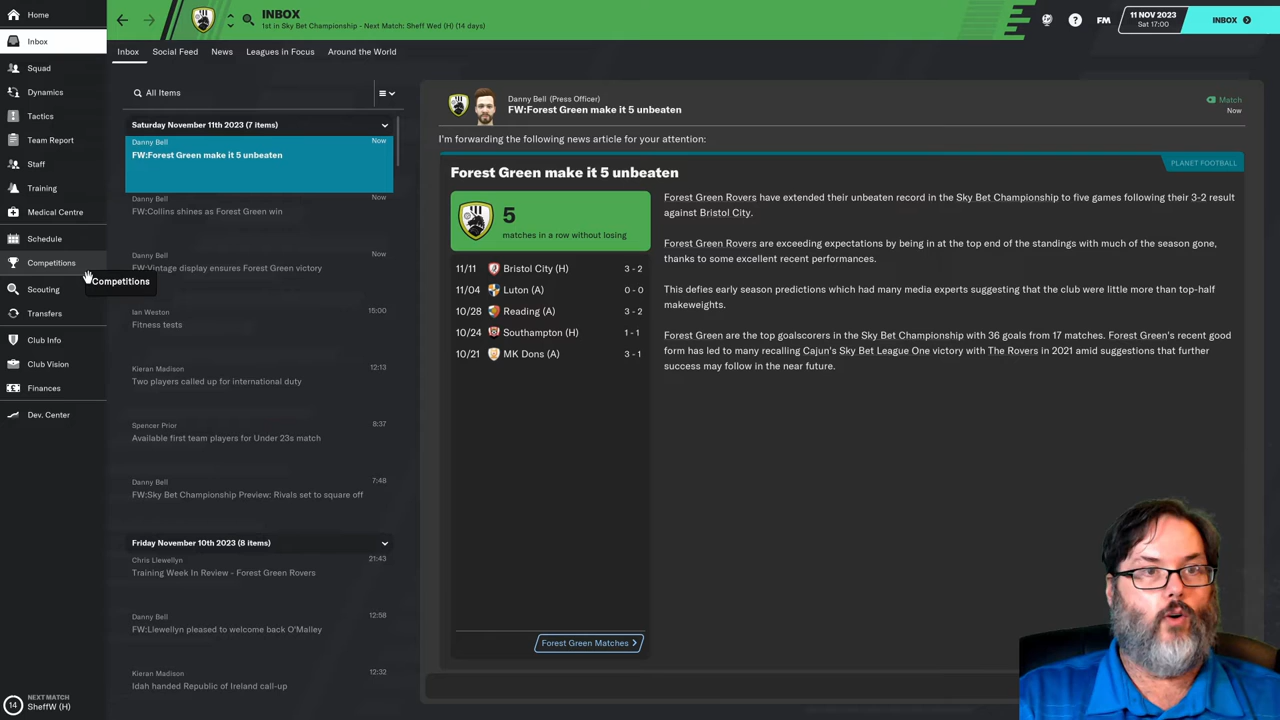 Home
Inbox
Squad
Dynamics
Tactics
Team Report
Staff
Training
Medical Centre
Schedule
Competitions
Competitions
Scouting
Transfers
Club Info
Club Vision
Finances
Dev. Center
14
NEXT MATCH
SheffW (H)
INBOX
1st in Sky Bet Championship - Next Match: Sheff Wed (H) (14 days)
?
FM
11 NOV 2023
Sat 17:00
INBOX
Inbox
Social Feed
News
Leagues in Focus
Around the World
All Items
Saturday November 11th 2023 (7 items)
Danny Bell
Now
FW:Forest Green make it 5 unbeaten
Danny Bell
Now
FW:Collins shines as Forest Green win
Danny Bell
Now
FW:Vintage display ensures Forest Green victory
Ian Weston
15:00
Fitness tests
Kieran Madison
12:13
Two players called up for international duty
Spencer Prior
8:37
Available first team players for Under 23s match
Danny Bell
7:48
FW:Sky Bet Championship Preview: Rivals set to square off
Friday November 10th 2023 (8 items)
Chris Llewellyn
21:43
Training Week In Review - Forest Green Rovers
Danny Bell
12:58
FW:Llewellyn pleased to welcome back O'Malley
Kieran Madison
12:32
Idah handed Republic of Ireland call-up
Danny Bell (Press Officer)
FW:Forest Green make it 5 unbeaten
Match
Now
I'm forwarding the following news article for your attention:
PLANET FOOTBALL
Forest Green make it 5 unbeaten
5
matches in a row without losing
11/11 Bristol City (H) 3 - 2
11/04 Luton (A) 0 - 0
10/28 Reading (A) 3 - 2
10/24 Southampton (H) 1 - 1
10/21 MK Dons (A) 3 - 1
Forest Green Matches
Forest Green Rovers have extended their unbeaten record in the Sky Bet Championship to five games following their 3-2 result
against Bristol City.
Forest Green Rovers are exceeding expectations by being in at the top end of the standings with much of the season gone,
thanks to some excellent recent performances.
This defies early season predictions which had many media experts suggesting that the club were little more than top-half
makeweights.
Forest Green are the top goalscorers in the Sky Bet Championship with 36 goals from 17 matches. Forest Green's recent good
form has led to many recalling Cajun's Sky Bet League One victory with The Rovers in 2021 amid suggestions that further
success may follow in the near future.